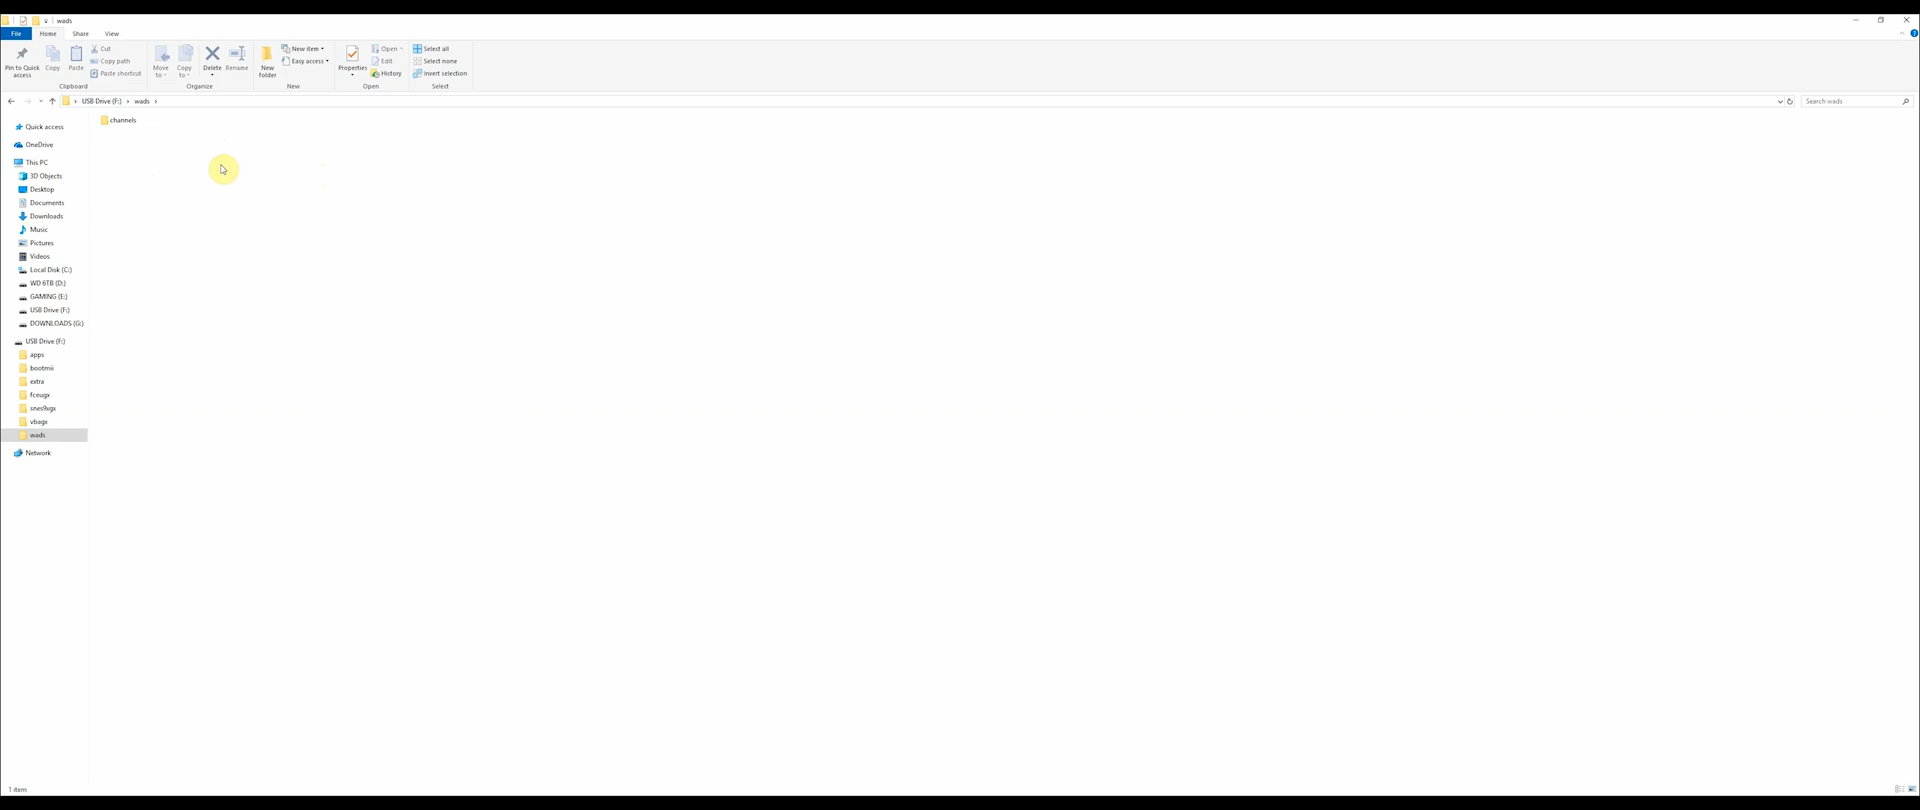 wads
File Home Share View
Pin to Quick access
Copy
Paste
Cut
Copy path
Paste shortcut
Clipboard
Move to
Copy to
Delete
Rename
Organize
New folder
New item
Easy access
New
Properties
Open
Edit
History
Open
Select all
Select none
Invert selection
Select
USB Drive (F:) wads
Search wads
channels
Quick access
OneDrive
This PC
3D Objects
Desktop
Documents
Downloads
Music
Pictures
Videos
Local Disk (C:)
WD 6TB (D:)
GAMING (E:)
USB Drive (F:)
DOWNLOADS (G:)
USB Drive (F:)
apps
bootmii
extra
fceugx
snes9xgx
vbagx
wads
Network
1 item